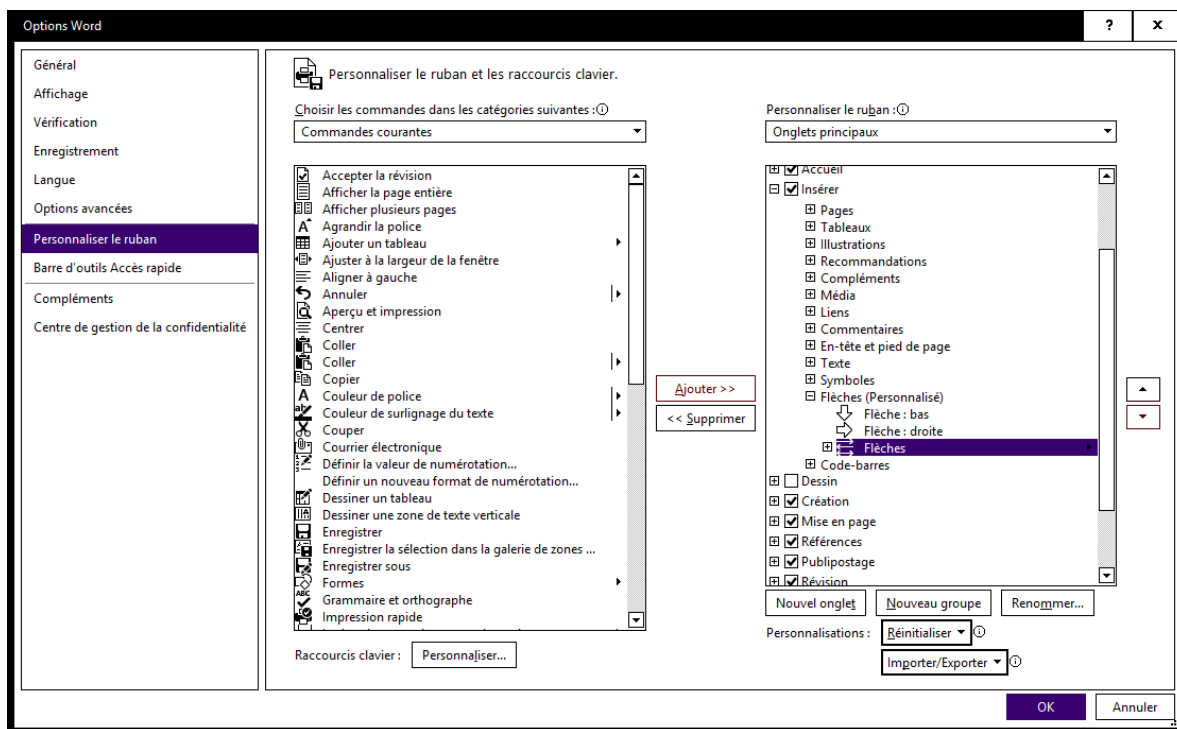 Options Word
?
x
Général
Affichage
Vérification
Enregistrement
Langue
Options avancées
Personnaliser le ruban
Barre d'outils Accès rapide
Compléments
Centre de gestion de la confidentialité
Personnaliser le ruban et les raccourcis clavier.
Choisir les commandes dans les catégories suivantes :
Commandes courantes
Accepter la révision
Afficher la page entière
Afficher plusieurs pages
Agrandir la police
Ajouter un tableau
Ajuster à la largeur de la fenêtre
Aligner à gauche
Annuler
Aperçu et impression
Centrer
Coller
Coller
Copier
Couleur de police
Couleur de surlignage du texte
Couper
Courrier électronique
Définir la valeur de numérotation...
Définir un nouveau format de numérotation...
Dessiner un tableau
Dessiner une zone de texte verticale
Enregistrer
Enregistrer la sélection dans la galerie de zones ...
Enregistrer sous
Formes
Grammaire et orthographe
Impression rapide
Raccourcis clavier :
Personnaliser...
Ajouter >>
<< Supprimer
Personnaliser le ruban :
Onglets principaux
Accueil
Insérer
Pages
Tableaux
Illustrations
Recommandations
Compléments
Média
Liens
Commentaires
En-tête et pied de page
Texte
Symboles
Flèches (Personnalisé)
Flèche : bas
Flèche : droite
Flèches
Code-barres
Dessin
Création
Mise en page
Références
Publipostage
Révision
Nouvel onglet
Nouveau groupe
Renommer...
Personnalisations :
Réinitialiser
Importer/Exporter
OK
Annuler